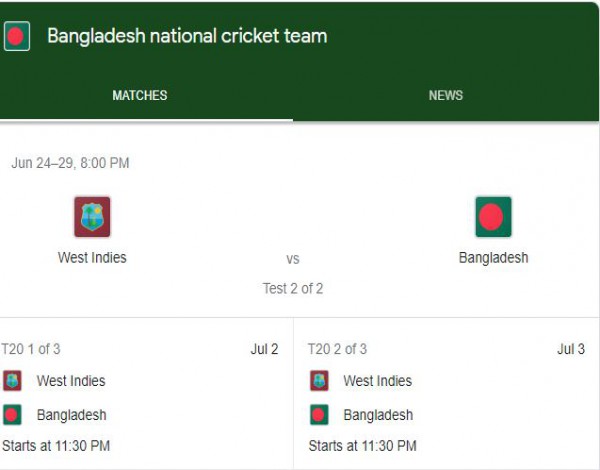 Bangladesh national cricket team
MATCHES NEWS
Jun 24–29, 8:00 PM
West Indies vs Bangladesh
Test 2 of 2
T20 1 of 3 Jul 2
West Indies
Bangladesh
Starts at 11:30 PM
T20 2 of 3 Jul 3
West Indies
Bangladesh
Starts at 11:30 PM